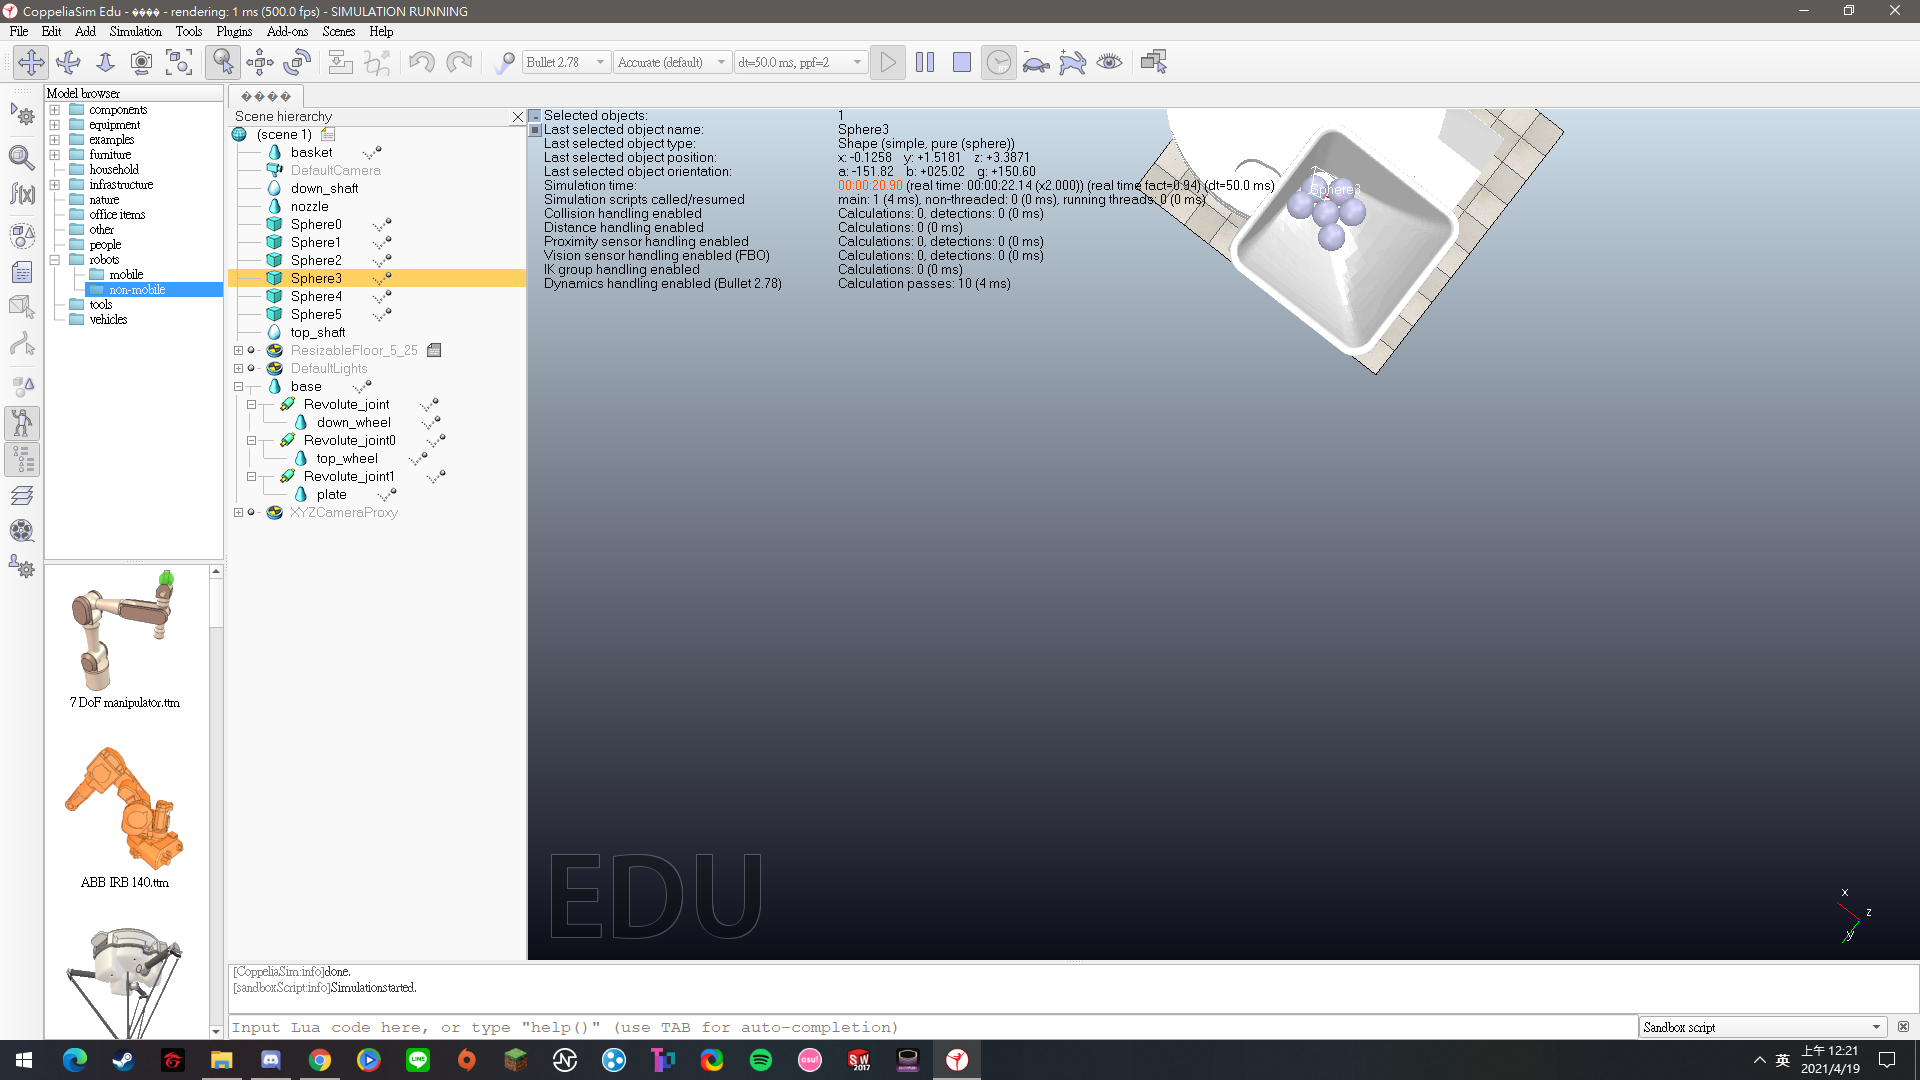 CoppeliaSim Edu - ���� - rendering: 1 ms (500.0 fps) - SIMULATION RUNNING
File Edit Add Simulation Tools Plugins Add-ons Scenes Help
Bullet 2.78 Accurate (default) dt=50.0 ms, ppf=2
Model browser
components
equipment
examples
furniture
household
infrastructure
nature
office items
other
people
robots
mobile
non-mobile
tools
vehicles
7 DoF manipulator.ttm
ABB IRB 140.ttm
����
Scene hierarchy
(scene 1)
basket
DefaultCamera
down_shaft
nozzle
Sphere0
Sphere1
Sphere2
Sphere3
Sphere4
Sphere5
top_shaft
ResizableFloor_5_25
DefaultLights
base
Revolute_joint
down_wheel
Revolute_joint0
top_wheel
Revolute_joint1
plate
XYZCameraProxy
Selected objects: 1
Last selected object name: Sphere3
Last selected object type: Shape (simple, pure (sphere))
Last selected object position: x: -0.1258 y: +1.5181 z: +3.3871
Last selected object orientation: a: -151.82 b: +025.02 g: +150.60
Simulation time: 00:00:20.90 (real time: 00:00:22.14 (x2.000)) (real time fact=0.94) (dt=50.0 ms)
Simulation scripts called/resumed main: 1 (4 ms), non-threaded: 0 (0 ms), running threads: 0 (0 ms)
Collision handling enabled Calculations: 0, detections: 0 (0 ms)
Distance handling enabled Calculations: 0 (0 ms)
Proximity sensor handling enabled Calculations: 0, detections: 0 (0 ms)
Vision sensor handling enabled (FBO) Calculations: 0, detections: 0 (0 ms)
IK group handling enabled Calculations: 0 (0 ms)
Dynamics handling enabled (Bullet 2.78) Calculation passes: 10 (4 ms)
Sphere3
EDU
x
z
y
[CoppeliaSim:info]done.
[sandboxScript:info]Simulationstarted.
Input Lua code here, or type "help()" (use TAB for auto-completion)
Sandbox script
英
上午 12:21
2021/4/19
osu!
SW
2017
LINE
f(x)
RT